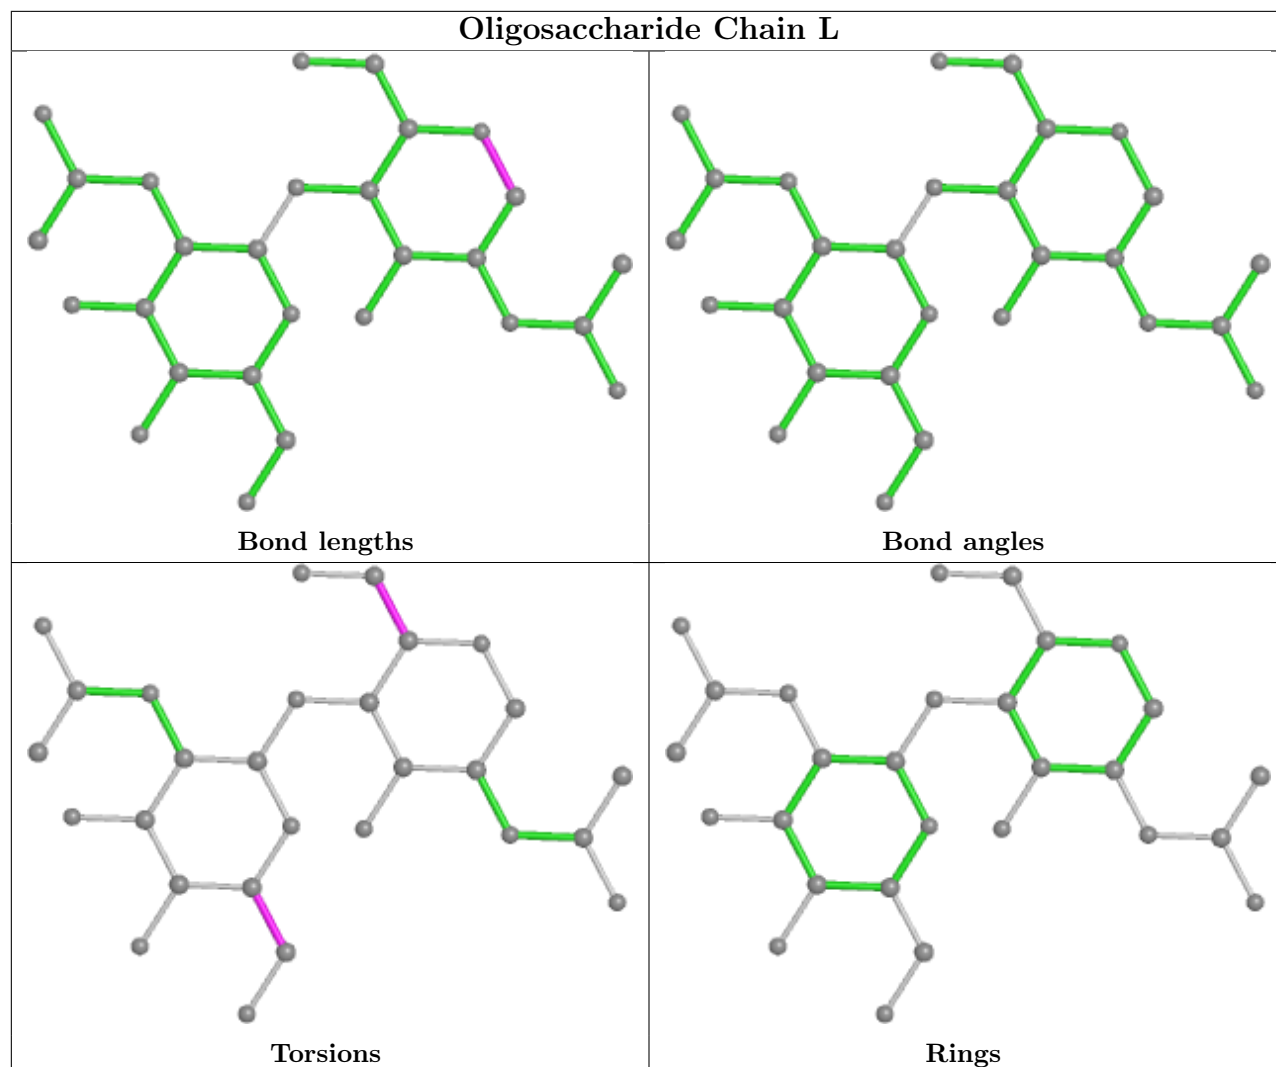 Oligosaccharide Chain L
Bond lengths
Bond angles
Torsions
Rings